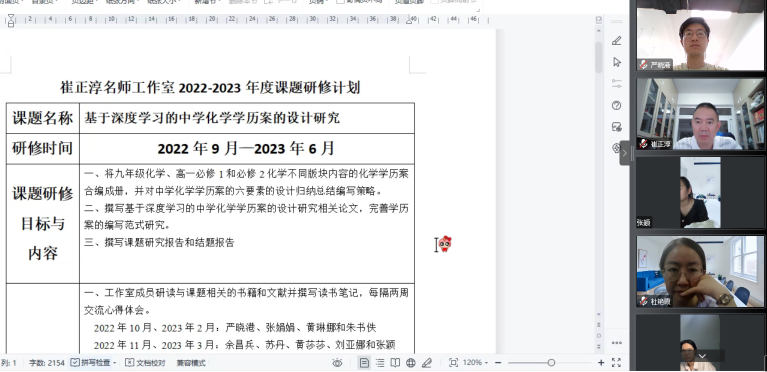 崔正淳名师工作室 2022-2023 年度课题研修计划
课题名称
基于深度学习的中学化学学历案的设计研究
研修时间
2022 年 9 月—2023 年 6 月
课题研修
目标与
内容
一、将九年级化学、高一必修 1 和必修 2 化学不同版块内容的化学学历案
合编成册，并对中学化学学历案的六要素的设计归纳总结编写策略。
二、撰写基于深度学习的中学化学学历案的设计研究相关论文，完善学历
案的编写范式研究。
三、撰写课题研究报告和结题报告
一、工作室成员研读与课题相关的书籍和文献并撰写读书笔记，每隔两周
交流心得体会。
2022 年 10 月、2023 年 2 月：严晓港、张娟娟、黄琳娜和朱书佚
2022 年 11 月、2023 年 3 月：余昌兵、苏丹、黄莎莎、刘亚娜和张颖
列: 1
字数: 2154
拼写检查
文档校对
兼容模式
120%
崔正淳
张颖
杜艳丽